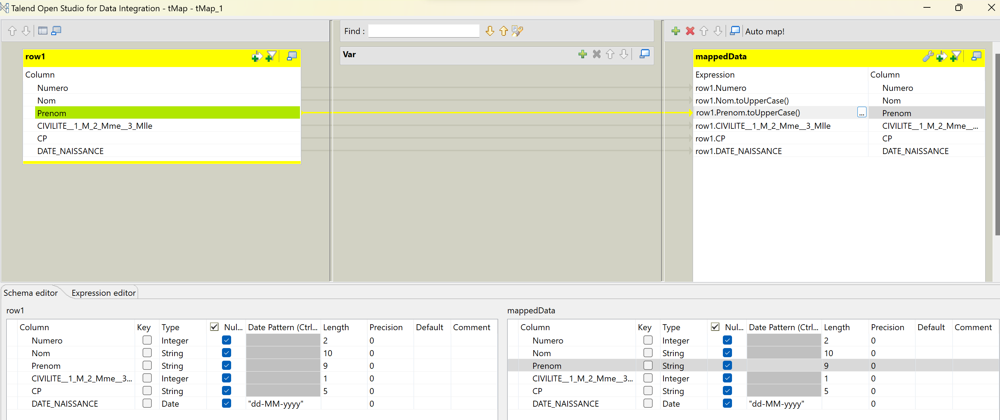 Talend Open Studio for Data Integration - tMap - tMap_1
Find :
Auto map!
row1
Column
Numero
Nom
Prenom
CIVILITE__1_M_2_Mme__3_Mlle
CP
DATE_NAISSANCE
Var
mappedData
Expression Column
row1.Numero Numero
row1.Nom.toUpperCase() Nom
row1.Prenom.toUpperCase() ... Prenom
row1.CIVILITE__1_M_2_Mme__3_Mlle CIVILITE__1_M_2_Mme__...
row1.CP CP
row1.DATE_NAISSANCE DATE_NAISSANCE
Schema editor Expression editor
row1
Column Key Type Nul... Date Pattern (Ctrl... Length Precision Default Comment
Numero Integer 2 0
Nom String 10 0
Prenom String 9 0
CIVILITE__1_M_2_Mme__3... Integer 1 0
CP String 5 0
DATE_NAISSANCE Date "dd-MM-yyyy" 0
mappedData
Column Key Type Nul... Date Pattern (Ctrl... Length Precision Default Comment
Numero Integer 2 0
Nom String 10 0
Prenom String 9 0
CIVILITE__1_M_2_Mme__3... Integer 1 0
CP String 5 0
DATE_NAISSANCE Date "dd-MM-yyyy" 0